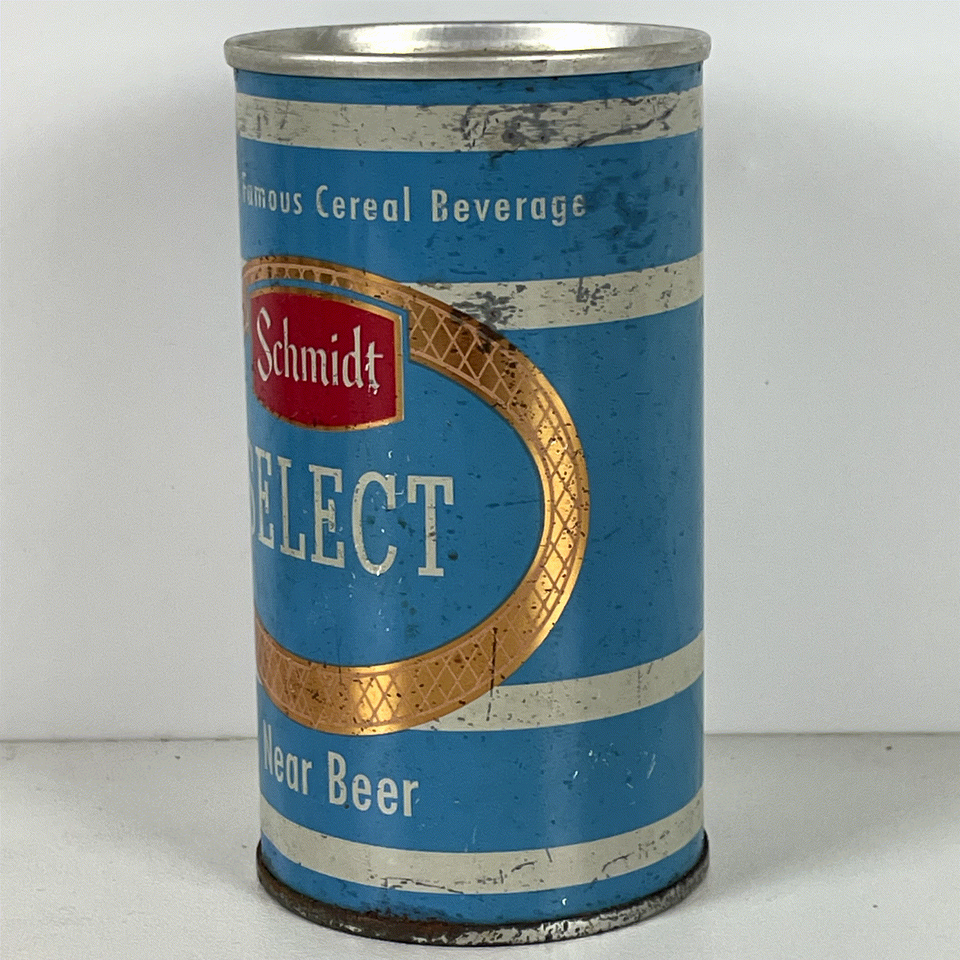 Famous Cereal Beverage
Schmidt
SELECT
Near Beer